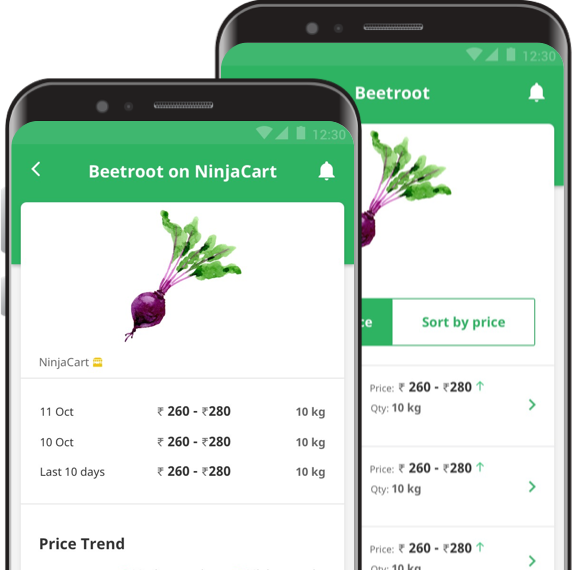 12:30
Beetroot on NinjaCart
NinjaCart
11 Oct ₹ 260 - ₹280 10 kg
10 Oct ₹ 260 - ₹280 10 kg
Last 10 days ₹ 260 - ₹280 10 kg
Price Trend
12:30
Beetroot
Sort by price
Price: ₹ 260 - ₹280 ↑
Qty: 10 kg
Price: ₹ 260 - ₹280 ↑
Qty: 10 kg
Price: ₹ 260 - ₹280 ↑
Qty: 10 kg